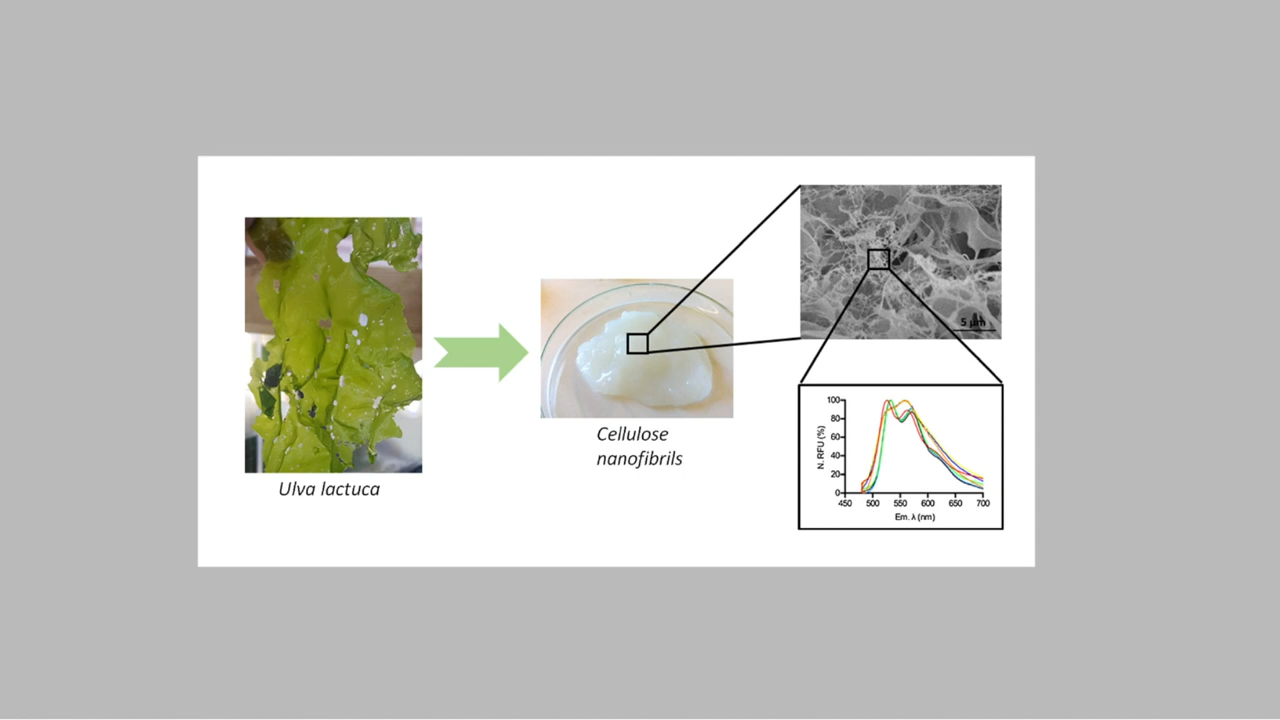 Ulva lactuca
Cellulose
nanofibrils
5 µm
100
80
60
40
20
0
N. RFU (%)
450 500 550 600 650 700
Em. λ (nm)